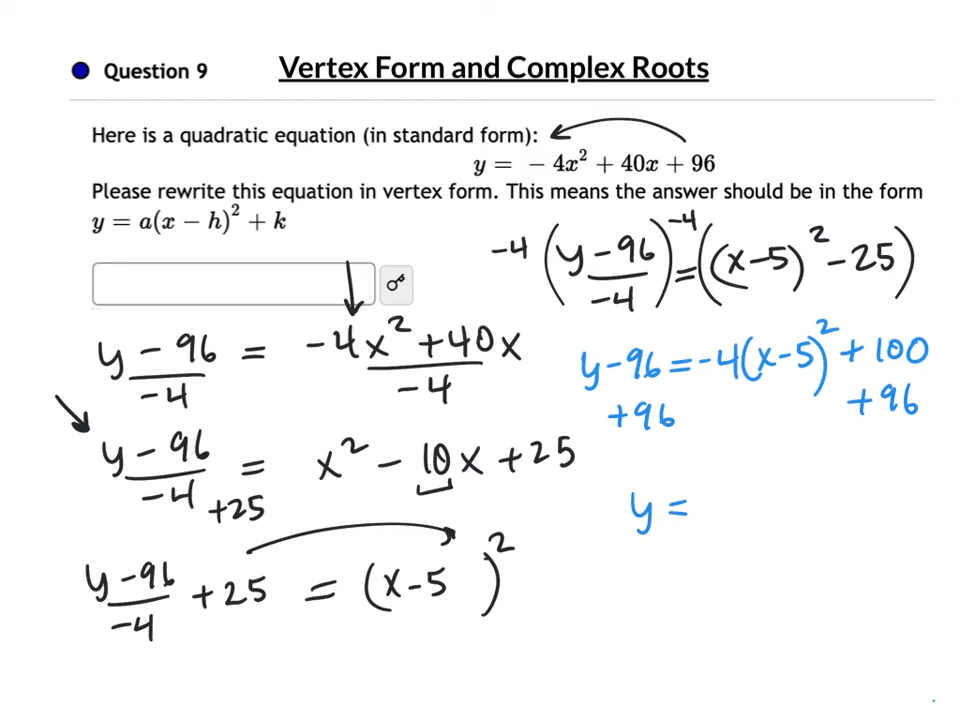 Question 9 Vertex Form and Complex Roots
Here is a quadratic equation (in standard form):
y = − 4x² + 40x + 96
Please rewrite this equation in vertex form. This means the answer should be in the form
y = a(x − h)² + k
-4 (y-96/-4) = -4 ((x-5)² -25)
y-96/-4 = -4x²+40x/-4
y-96 = -4(x-5)² +100
+96 +96
y-96/-4 +25 = x² - 10x +25
y =
y-96/-4 +25 = (x-5)²